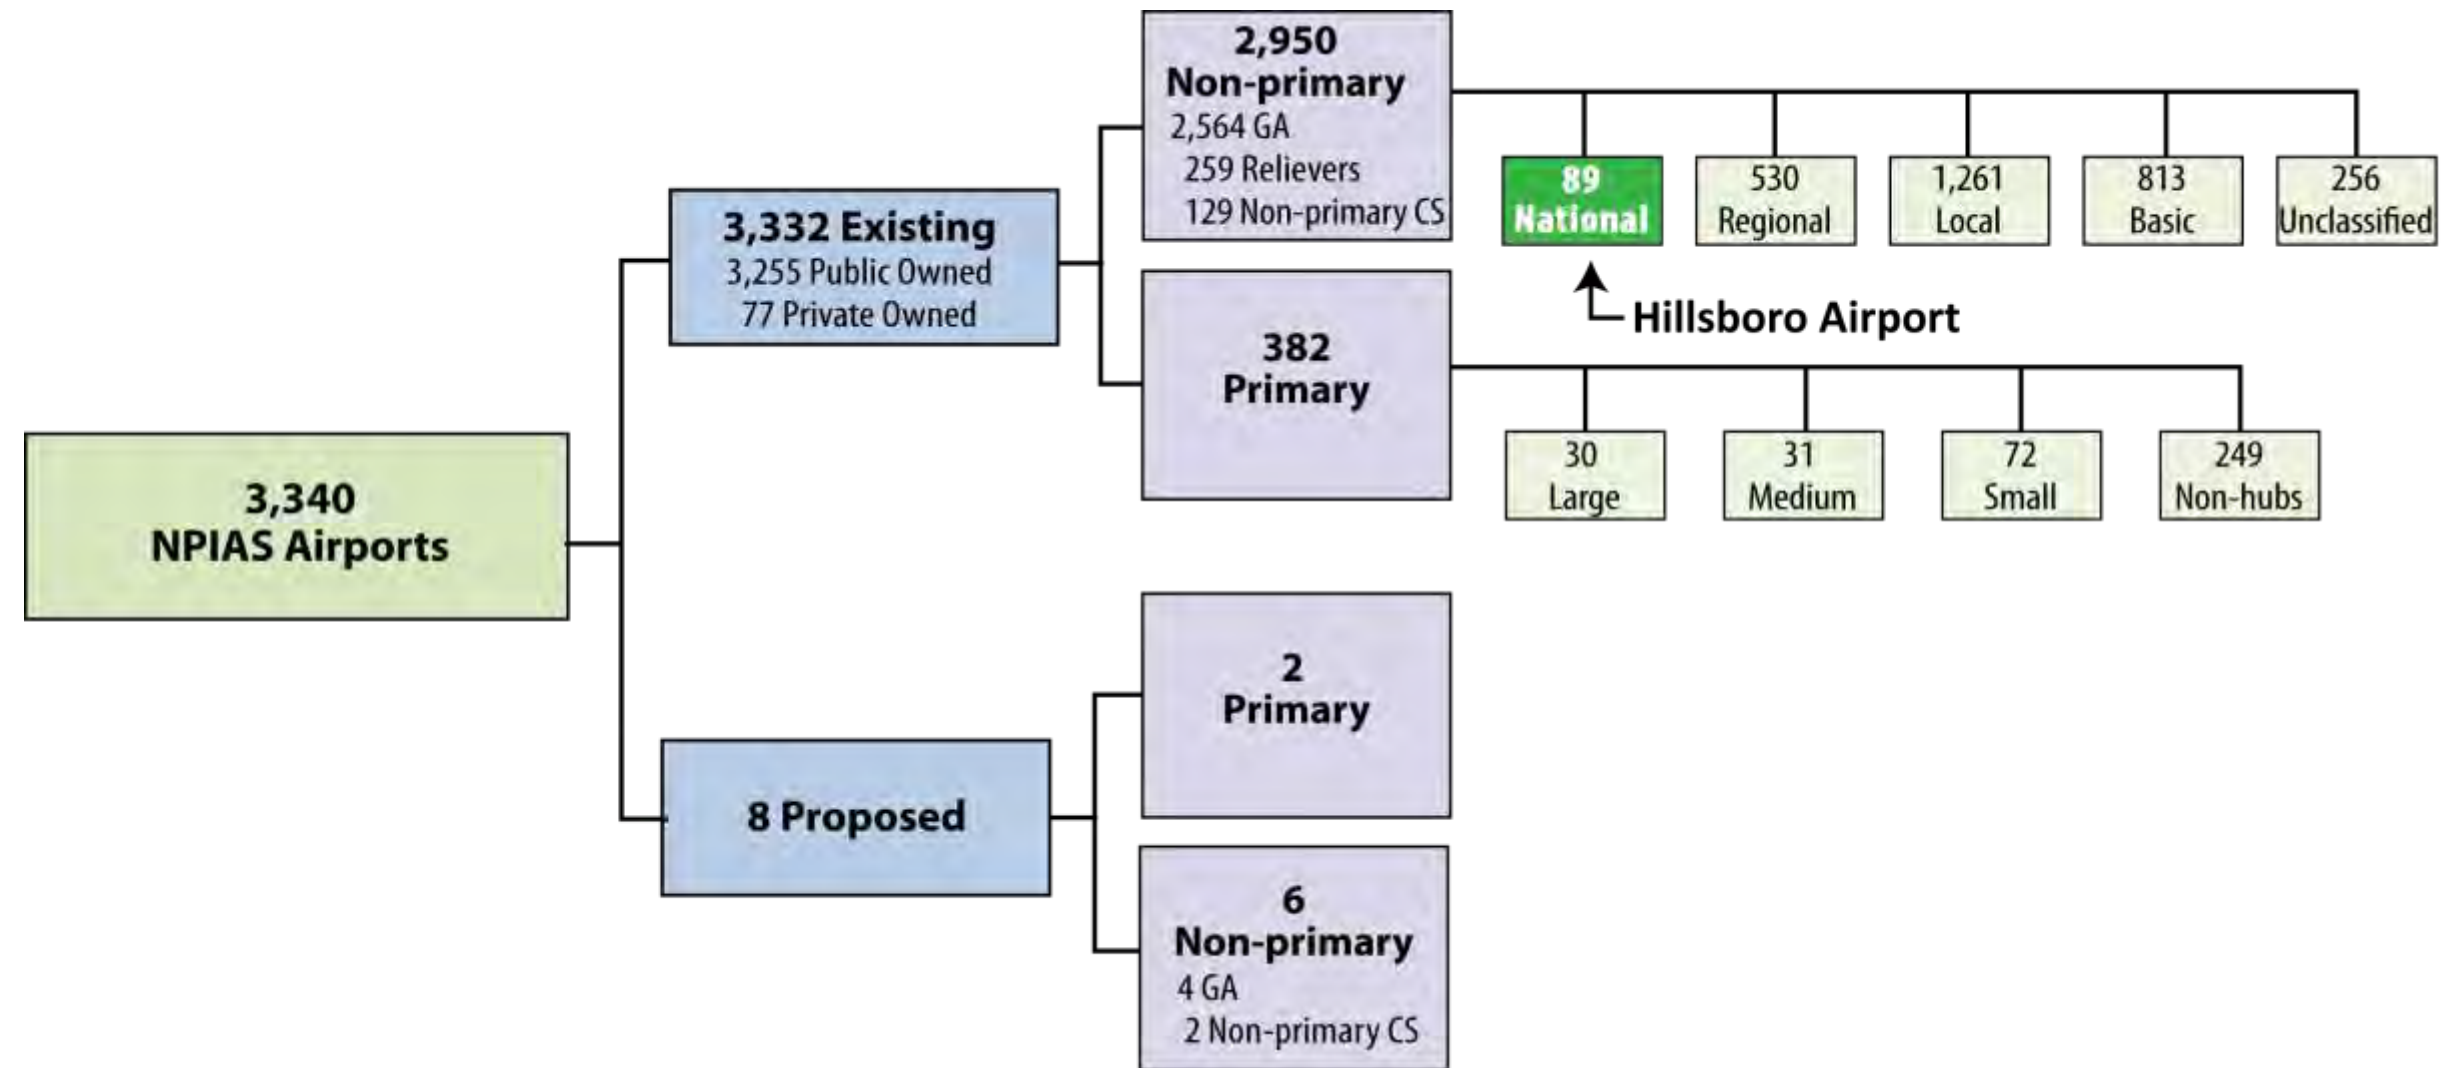 2,950
Non-primary
2,564 GA
259 Relievers
129 Non-primary CS
89
National
530
Regional
1,261
Local
813
Basic
256
Unclassified
Hillsboro Airport
3,332 Existing
3,255 Public Owned
77 Private Owned
382
Primary
30
Large
31
Medium
72
Small
249
Non-hubs
3,340
NPIAS Airports
8 Proposed
2
Primary
6
Non-primary
4 GA
2 Non-primary CS